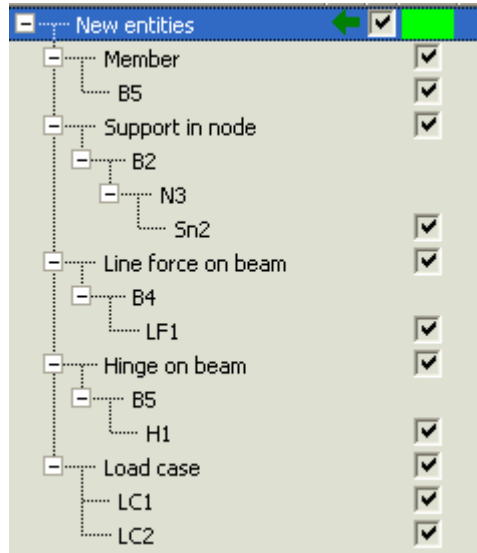 New entities
Member
B5
Support in node
B2
N3
Sn2
Line force on beam
B4
LF1
Hinge on beam
B5
H1
Load case
LC1
LC2